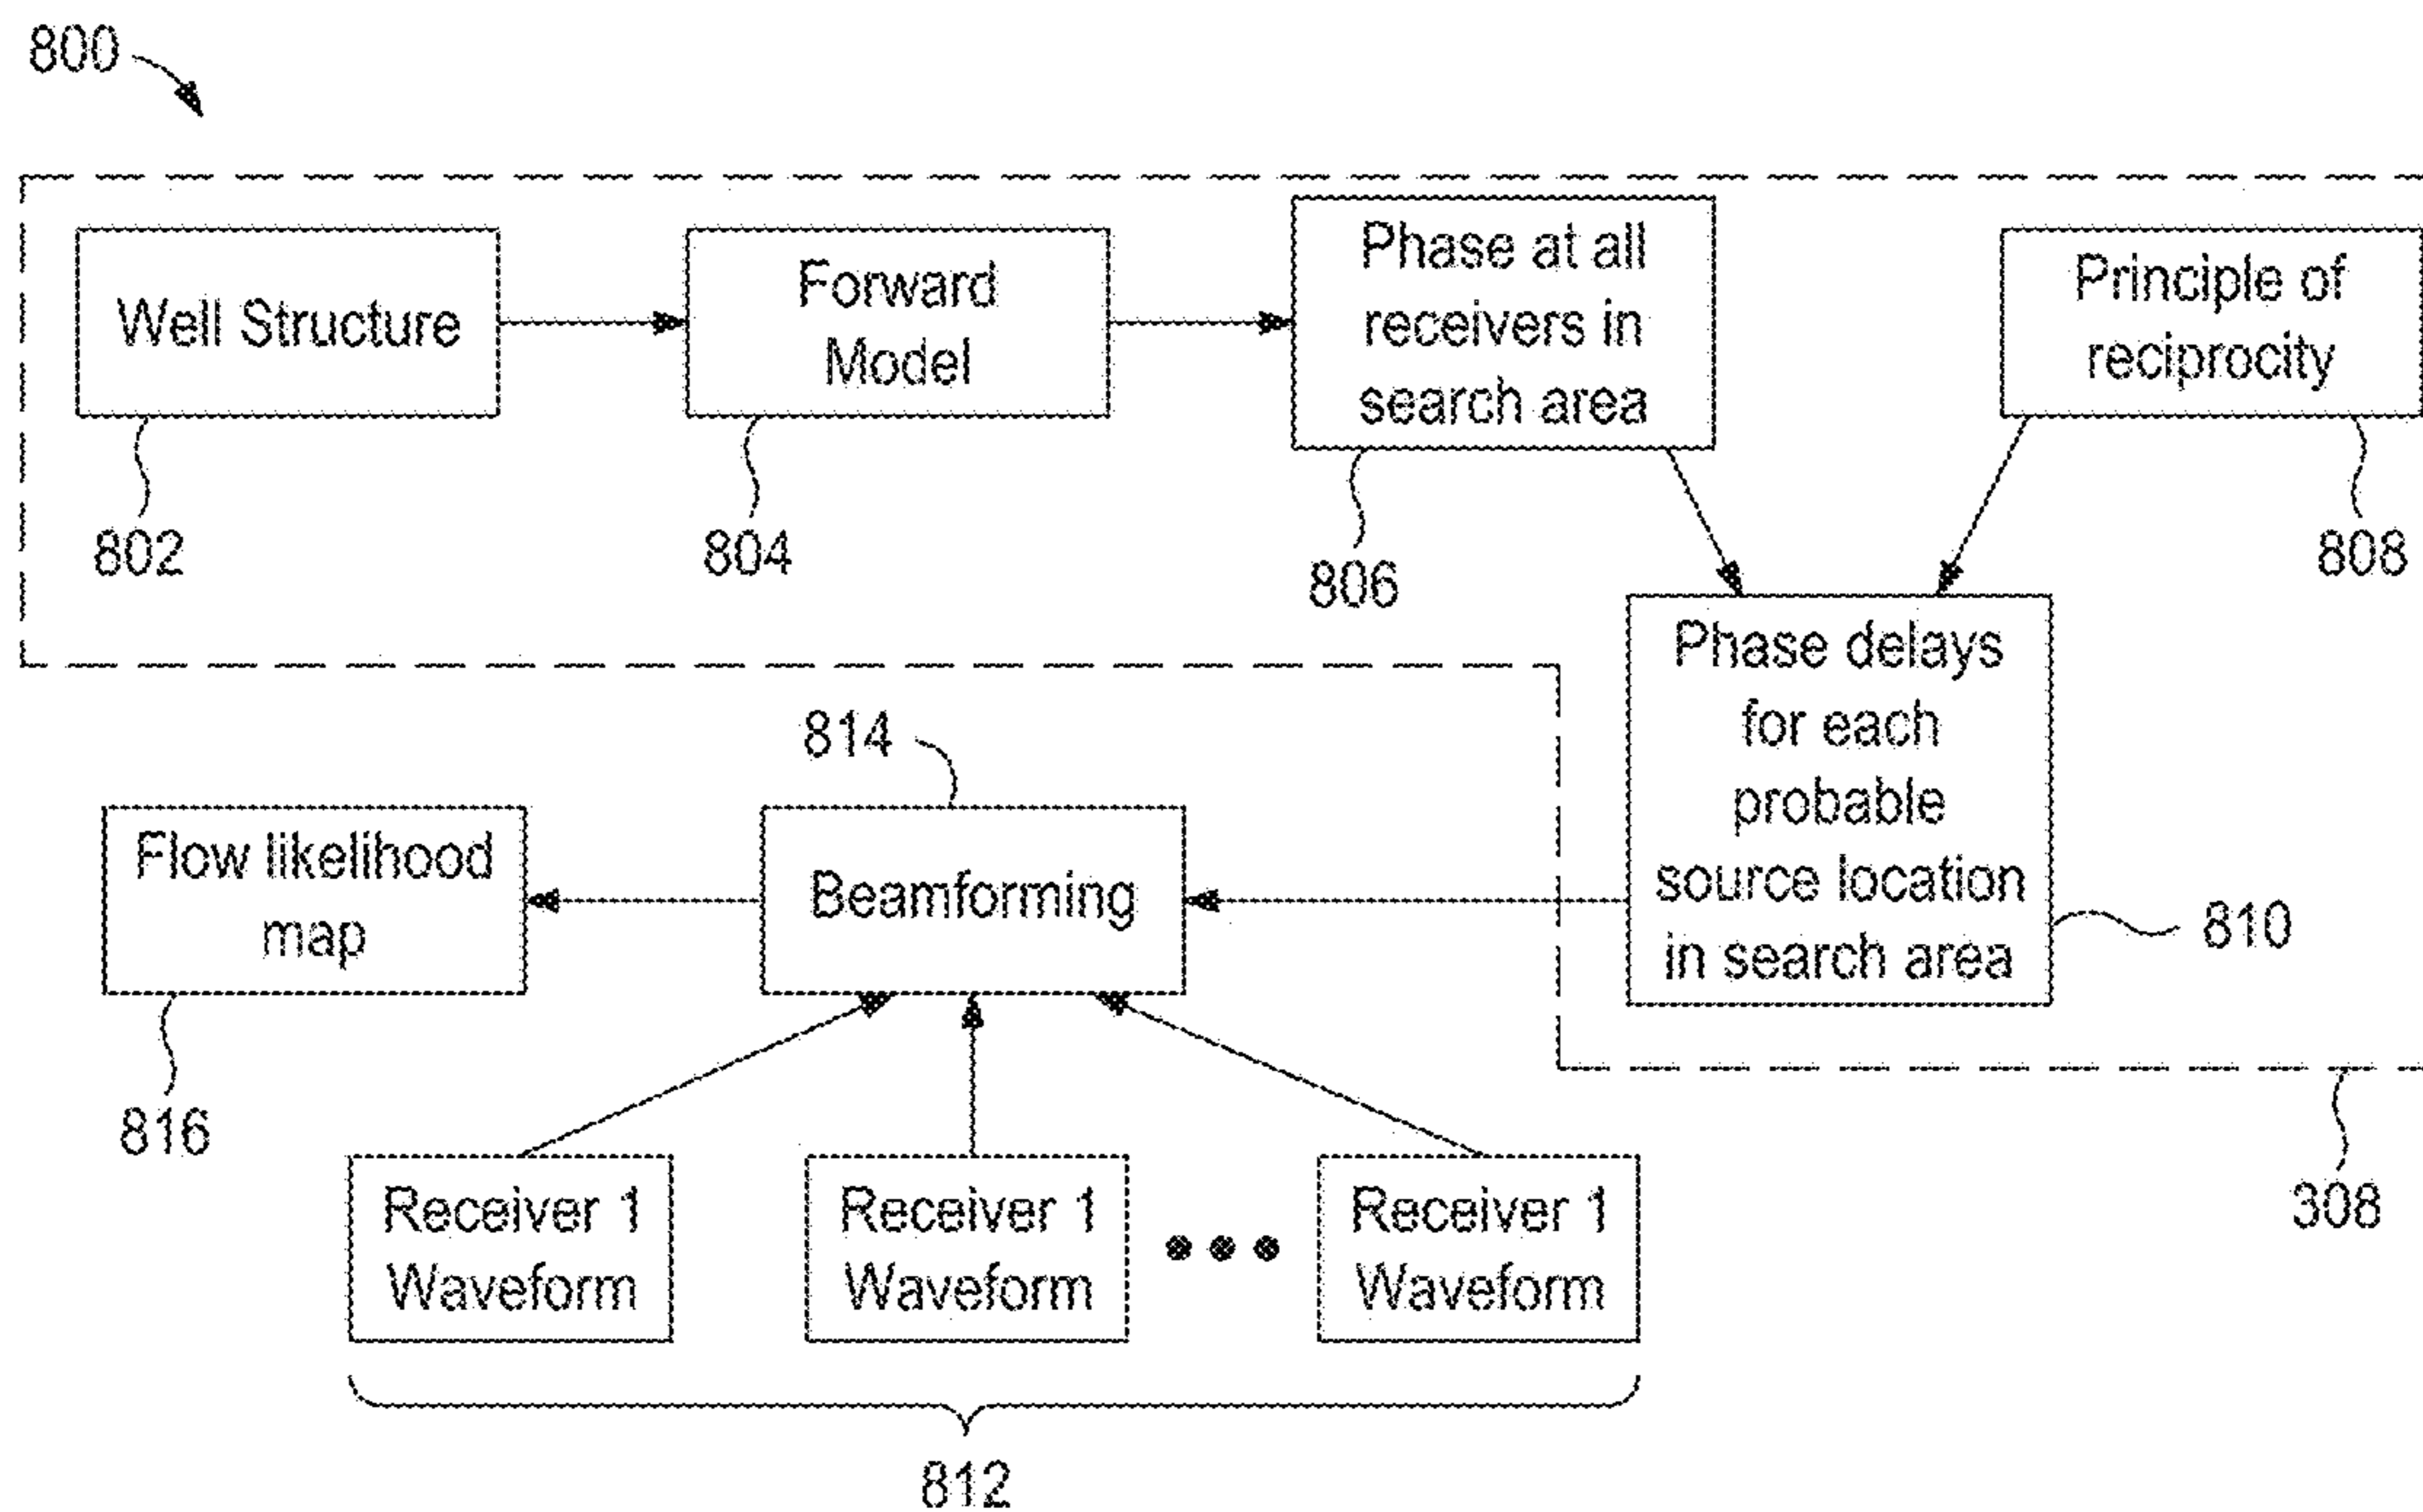 800
Well Structure
802
Forward
Model
804
Phase at all
receivers in
search area
806
Principle of
reciprocity
808
Phase delays
for each
probable
source location
in search area
810
814
Beamforming
Flow likelihood
map
816
Receiver 1
Waveform
Receiver 1
Waveform
Receiver 1
Waveform
812
308